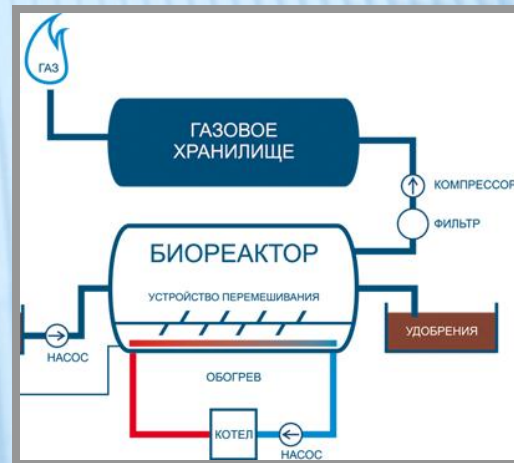 ГАЗ
ГАЗОВОЕ
ХРАНИЛИЩЕ
КОМПРЕССОР
ФИЛЬТР
БИОРЕАКТОР
УСТРОЙСТВО ПЕРЕМЕШИВАНИЯ
УДОБРЕНИЯ
НАСОС
ОБОГРЕВ
КОТЕЛ
НАСОС